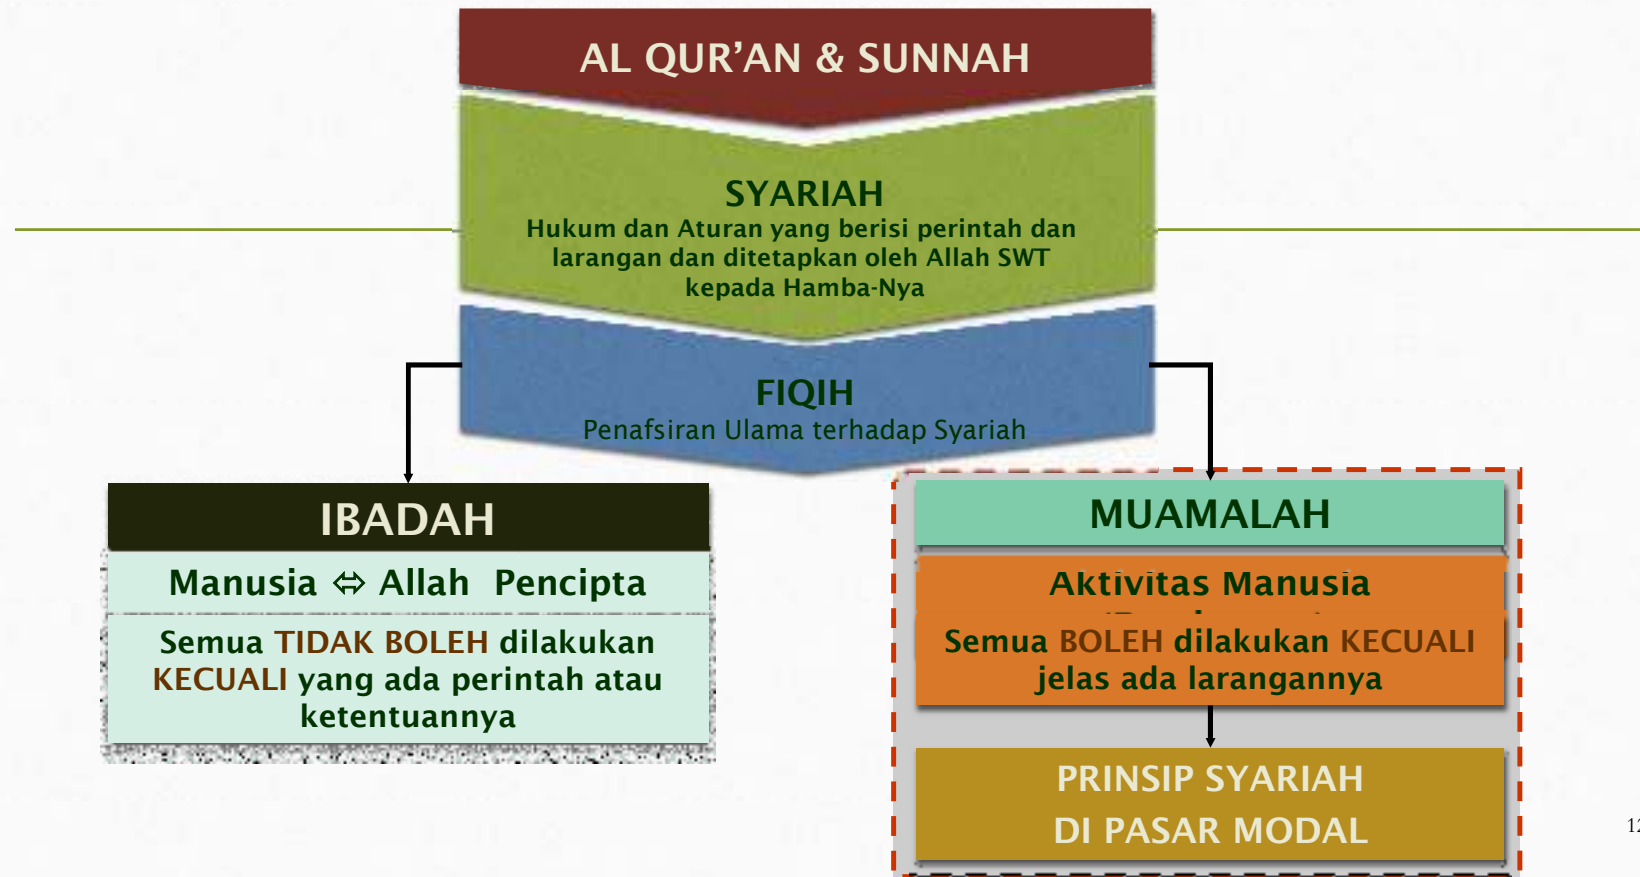 AL QUR’AN & SUNNAH
SYARIAH
Hukum dan Aturan yang berisi perintah dan
larangan dan ditetapkan oleh Allah SWT
kepada Hamba-Nya
FIQIH
Penafsiran Ulama terhadap Syariah
IBADAH
Manusia ⇔ Allah Pencipta
Semua TIDAK BOLEH dilakukan
KECUALI yang ada perintah atau
ketentuannya
MUAMALAH
Aktivitas Manusia
Semua BOLEH dilakukan KECUALI
jelas ada larangannya
PRINSIP SYARIAH
DI PASAR MODAL
12